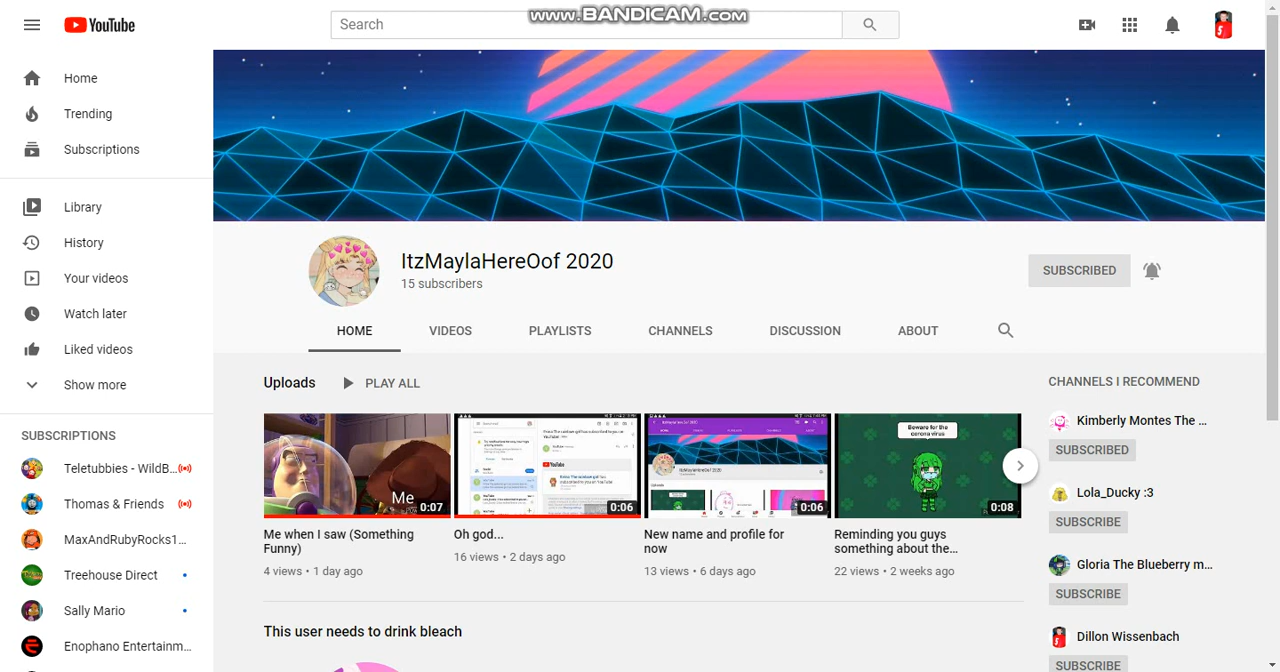 www.BANDICAM.com
YouTube
Search
Home
Trending
Subscriptions
Library
History
Your videos
Watch later
Liked videos
Show more
SUBSCRIPTIONS
Teletubbies - WildB...
Thomas & Friends
MaxAndRubyRocks1...
Treehouse Direct
Sally Mario
Enophano Entertainm...
ItzMaylaHereOof 2020
15 subscribers
SUBSCRIBED
HOME
VIDEOS
PLAYLISTS
CHANNELS
DISCUSSION
ABOUT
Uploads
PLAY ALL
Me
0:07
Me when I saw (Something
Funny)
4 views • 1 day ago
0:06
Oh god...
16 views • 2 days ago
0:06
New name and profile for
now
13 views • 6 days ago
Beware for the
corona virus
0:08
Reminding you guys
something about the...
22 views • 2 weeks ago
This user needs to drink bleach
CHANNELS I RECOMMEND
Kimberly Montes The ...
SUBSCRIBED
Lola_Ducky :3
SUBSCRIBE
Gloria The Blueberry m...
SUBSCRIBE
Dillon Wissenbach
SUBSCRIBE